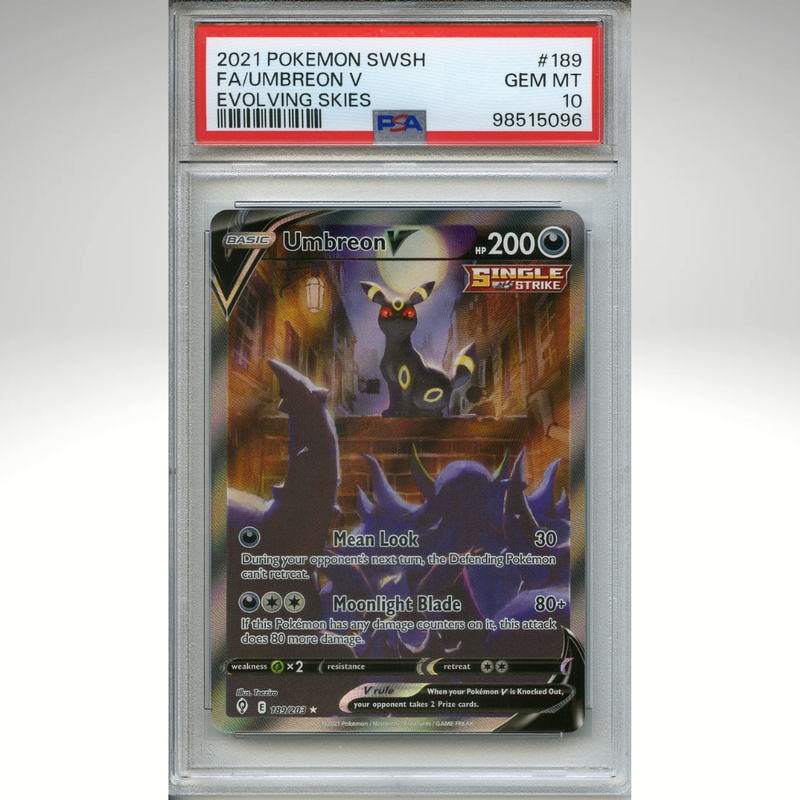 2021 POKEMON SWSH #189
FA/UMBREON V GEM MT
EVOLVING SKIES 10
PSA 98515096
BASIC Umbreon V HP 200
SINGLE STRIKE
Mean Look 30
During your opponent's next turn, the Defending Pokémon
can't retreat.
Moonlight Blade 80+
If this Pokémon has any damage counters on it, this attack
does 80 more damage.
weakness ×2 resistance retreat
Illus. Teeziro
V rule When your Pokémon V is Knocked Out,
your opponent takes 2 Prize cards.
E 189/203 ★
©2021 Pokémon / Nintendo / Creatures / GAME FREAK